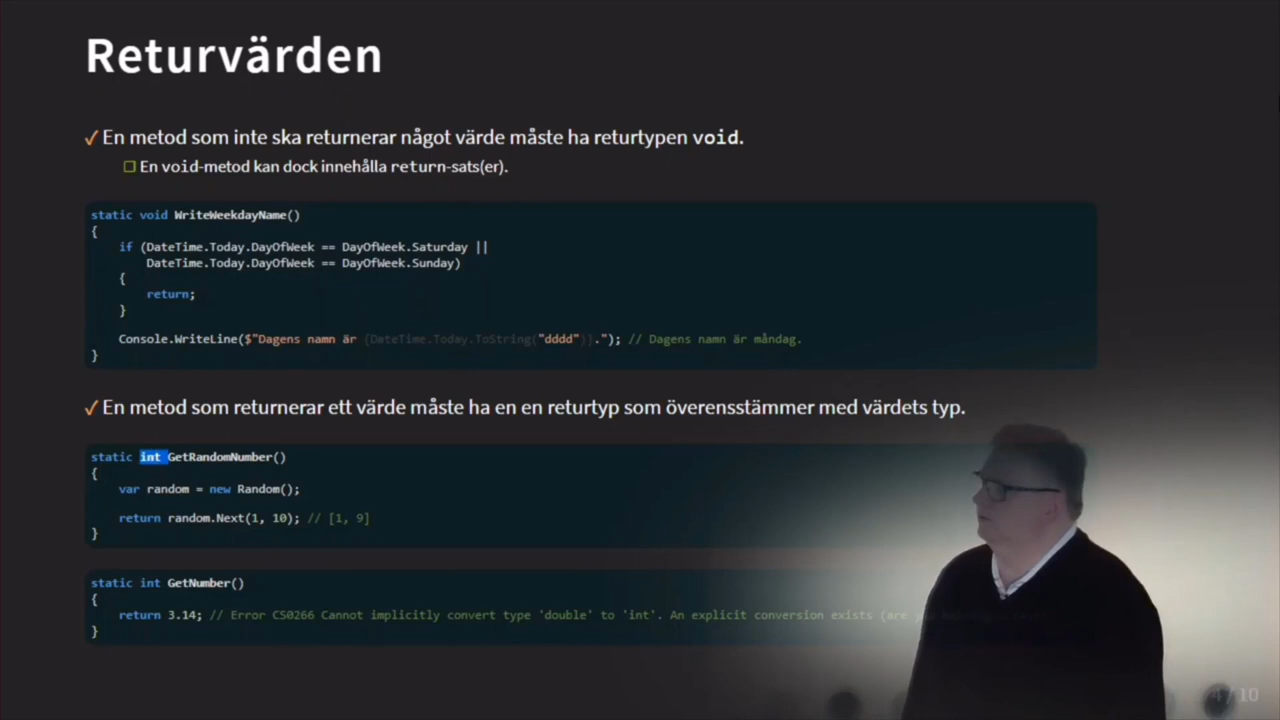 Returvärden
✓ En metod som inte ska returnerar något värde måste ha returtypen void.
En void-metod kan dock innehålla return-sats(er).
static void WriteWeekdayName()
{
if (DateTime.Today.DayOfWeek == DayOfWeek.Saturday ||
DateTime.Today.DayOfWeek == DayOfWeek.Sunday)
{
return;
}
Console.WriteLine($"Dagens namn är {DateTime.Today.ToString("dddd")}."); // Dagens namn är måndag.
}
✓ En metod som returnerar ett värde måste ha en en returtyp som överensstämmer med värdets typ.
static int GetRandomNumber()
{
var random = new Random();
return random.Next(1, 10); // [1, 9]
}
static int GetNumber()
{
return 3.14; // Error CS0266 Cannot implicitly convert type 'double' to 'int'. An explicit conversion exists (are
}
4 / 10